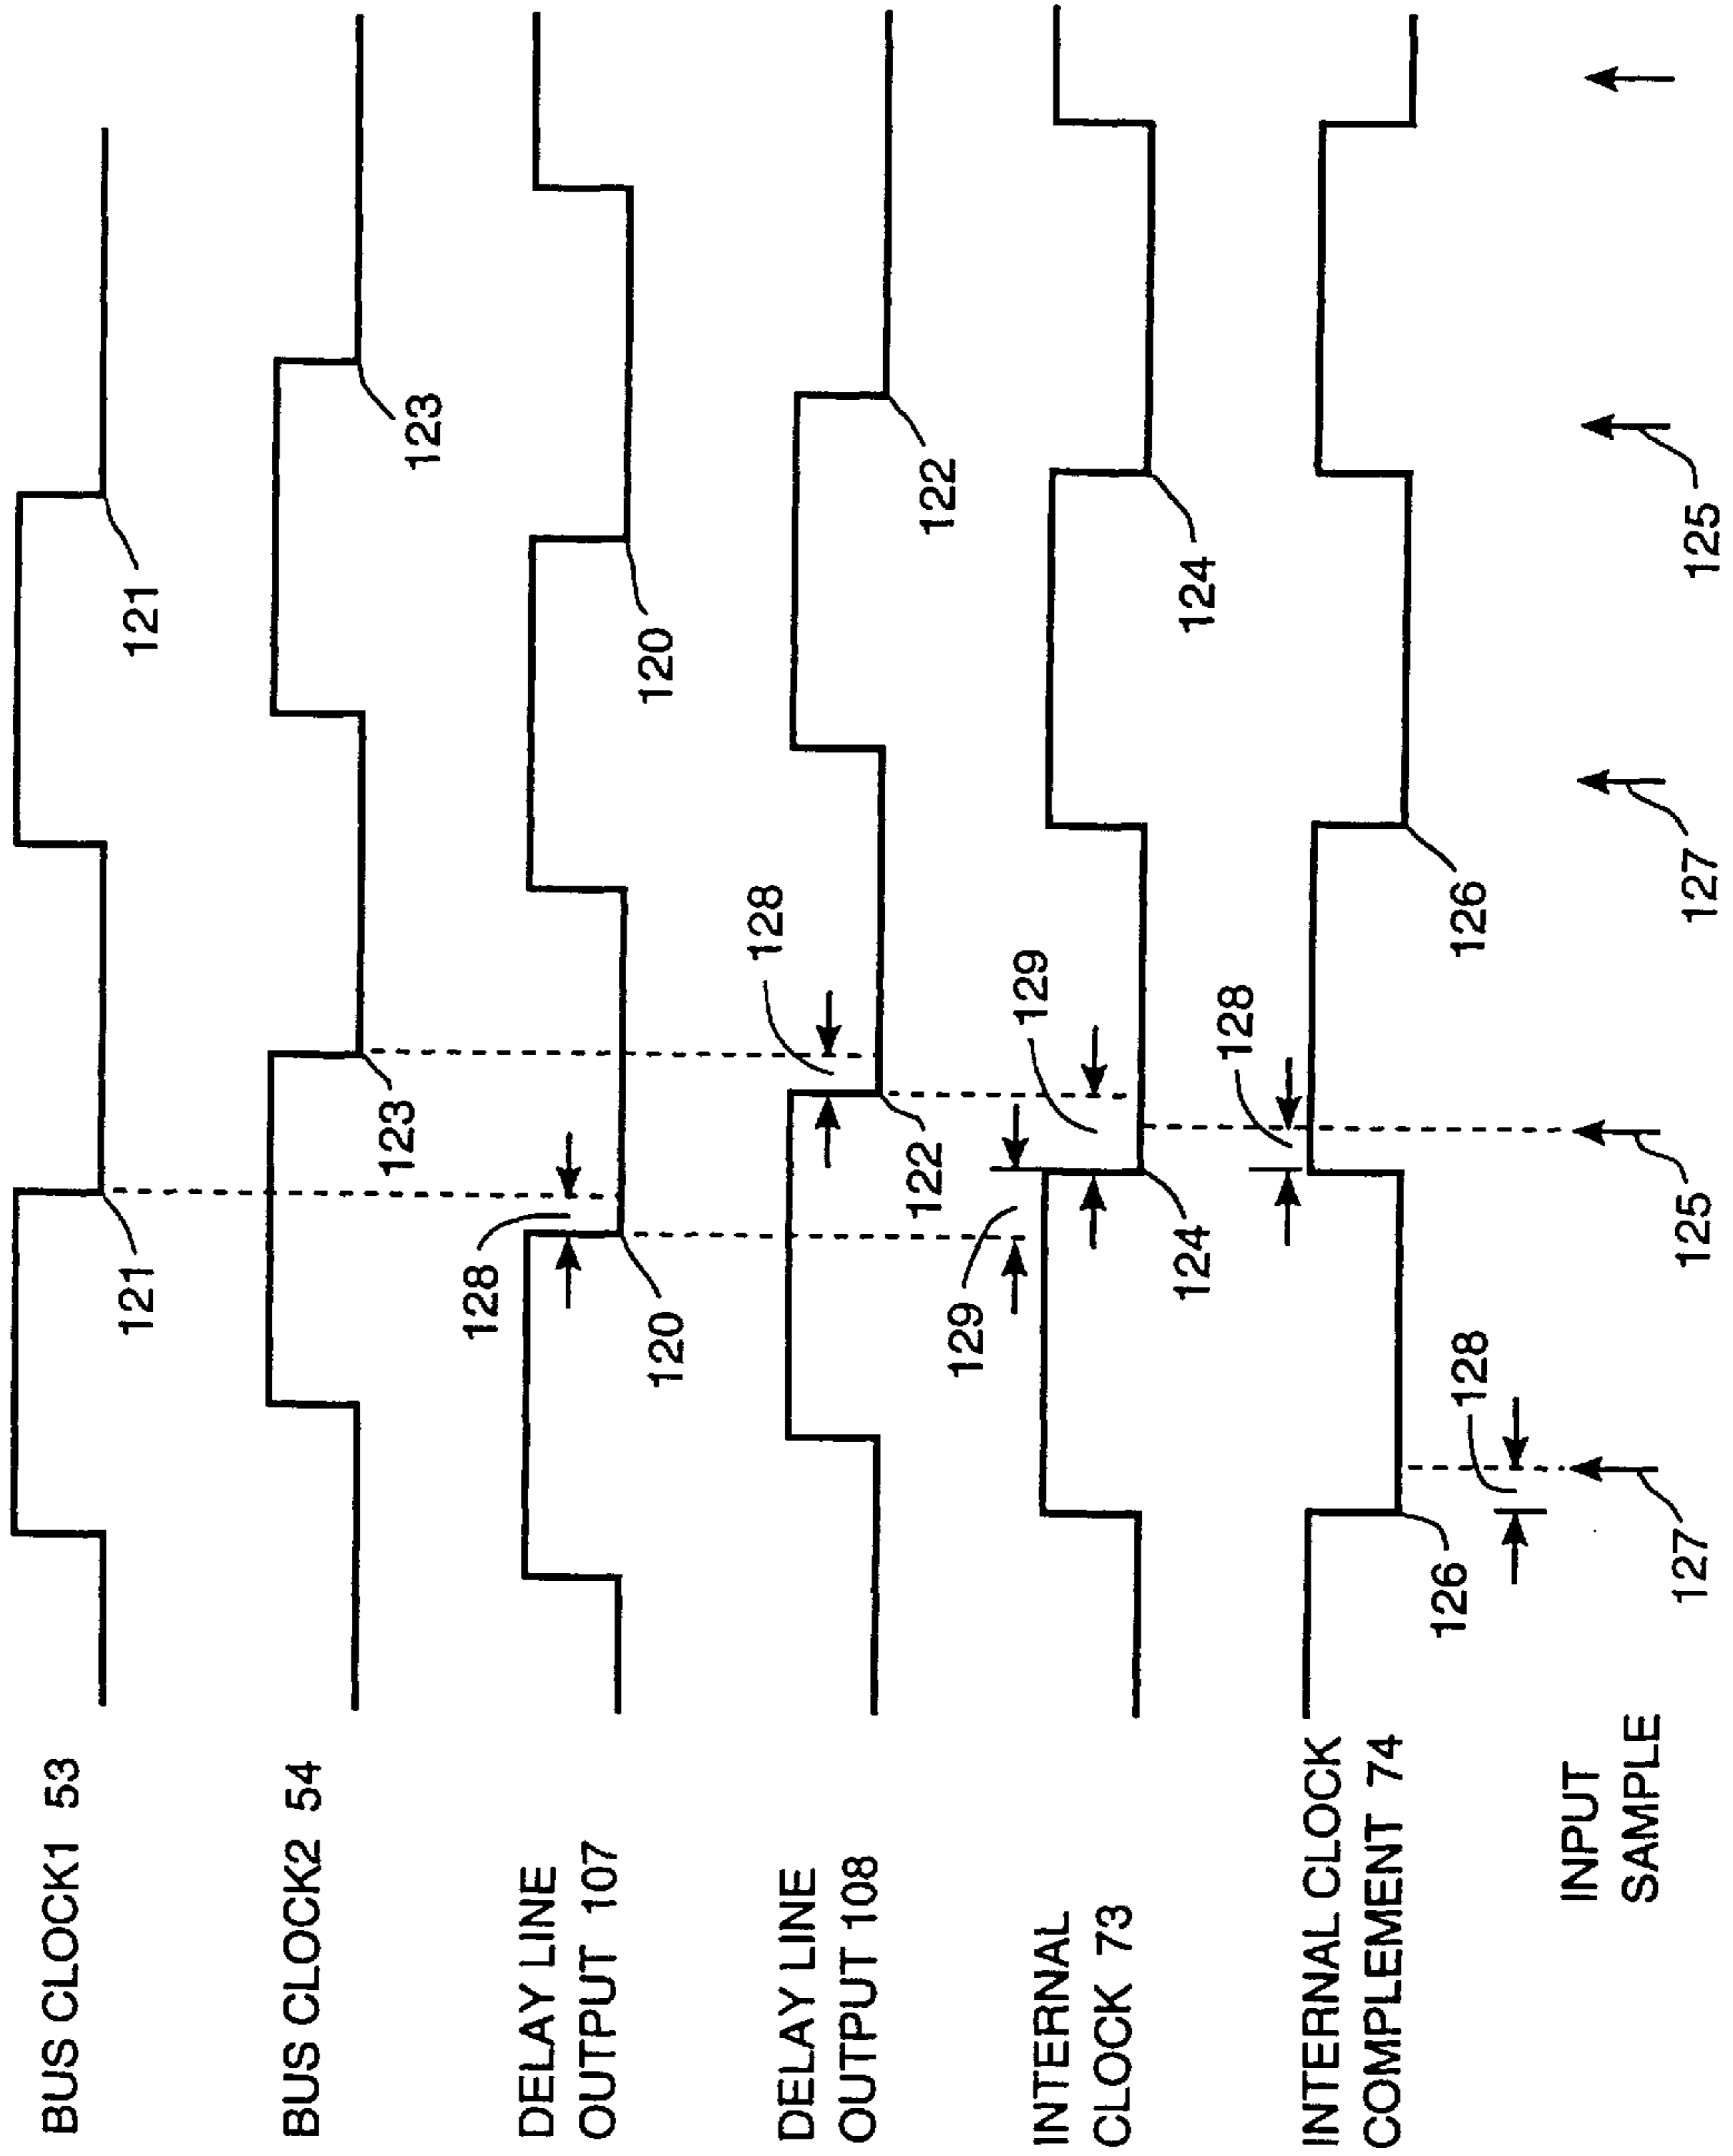 BUS CLOCK1 53
121
121
BUS CLOCK2 54
123
123
DELAY LINE
OUTPUT 107
128
120
120
DELAY LINE
OUTPUT 108
128
122
122
INTERNAL
CLOCK 73
129
129
124
124
INTERNAL CLOCK
COMPLEMENT 74
128
126
126
128
INPUT
SAMPLE
127
125
127
125